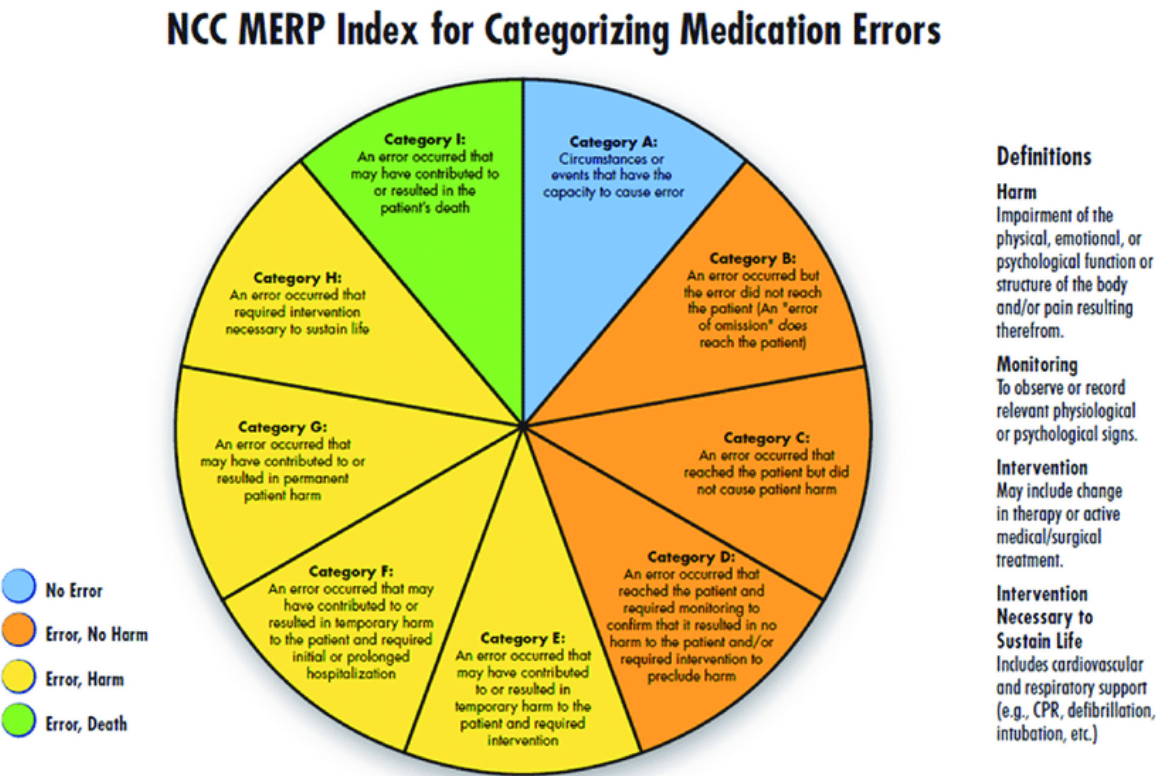 NCC MERP Index for Categorizing Medication Errors
Category I:
An error occurred that
may have contributed to
or resulted in the
patient's death
Category A:
Circumstances or
events that have the
capacity to cause error
Category B:
An error occurred but
the error did not reach
the patient (An "error
of omission" does
reach the patient)
Category C:
An error occurred that
reached the patient but did
not cause patient harm
Category D:
An error occurred that
reached the patient and
required monitoring to
confirm that it resulted in no
harm to the patient and/or
required intervention to
preclude harm
Category E:
An error occurred that
may have contributed
to or resulted in
temporary harm to the
patient and required
intervention
Category F:
An error occurred that may
have contributed to or
resulted in temporary harm
to the patient and required
initial or prolonged
hospitalization
Category G:
An error occurred that
may have contributed to or
resulted in permanent
patient harm
Category H:
An error occurred that
required intervention
necessary to sustain life
No Error
Error, No Harm
Error, Harm
Error, Death
Definitions
Harm
Impairment of the
physical, emotional, or
psychological function or
structure of the body
and/or pain resulting
therefrom.
Monitoring
To observe or record
relevant physiological
or psychological signs.
Intervention
May include change
in therapy or active
medical/surgical
treatment.
Intervention
Necessary to
Sustain Life
Includes cardiovascular
and respiratory support
(e.g., CPR, defibrillation,
intubation, etc.)